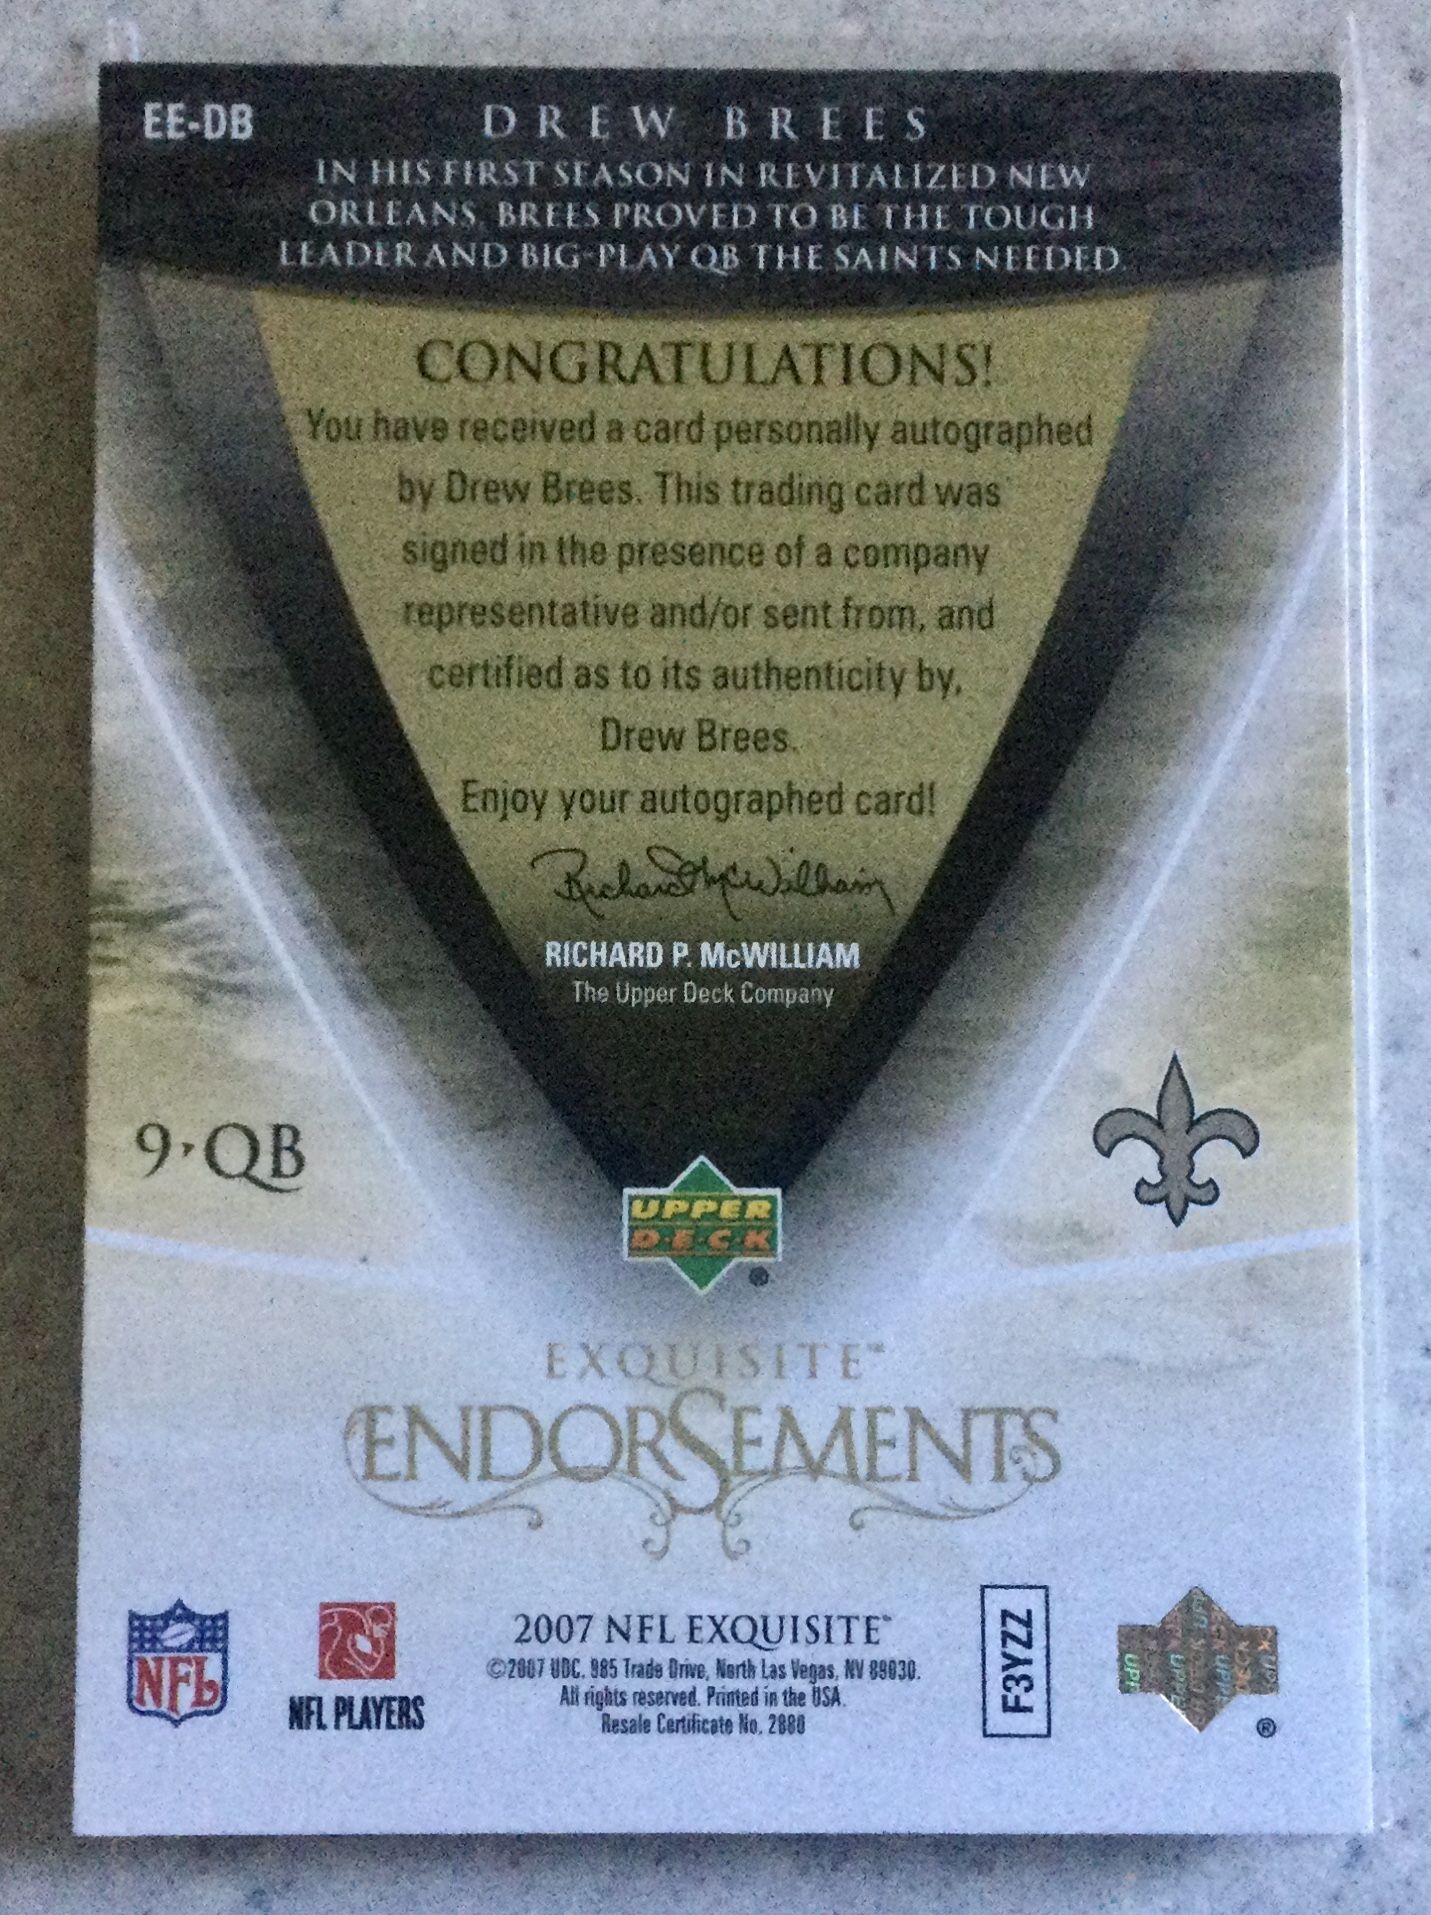 EE-DB
DREW BREES
IN HIS FIRST SEASON IN REVITALIZED NEW
ORLEANS, BREES PROVED TO BE THE TOUGH
LEADER AND BIG-PLAY QB THE SAINTS NEEDED.
CONGRATULATIONS!
You have received a card personally autographed
by Drew Brees. This trading card was
signed in the presence of a company
representative and/or sent from, and
certified as to its authenticity by,
Drew Brees.
Enjoy your autographed card!
Richard McWilliam
RICHARD P. McWILLIAM
The Upper Deck Company
9·QB
UPPER
D·E·C·K
®
EXQUISITE™
ENDORSEMENTS
NFL
NFL PLAYERS
2007 NFL EXQUISITE™
©2007 UDC. 985 Trade Drive, North Las Vegas, NV 89030.
All rights reserved. Printed in the USA.
Resale Certificate No. 2880
F3YZZ
®